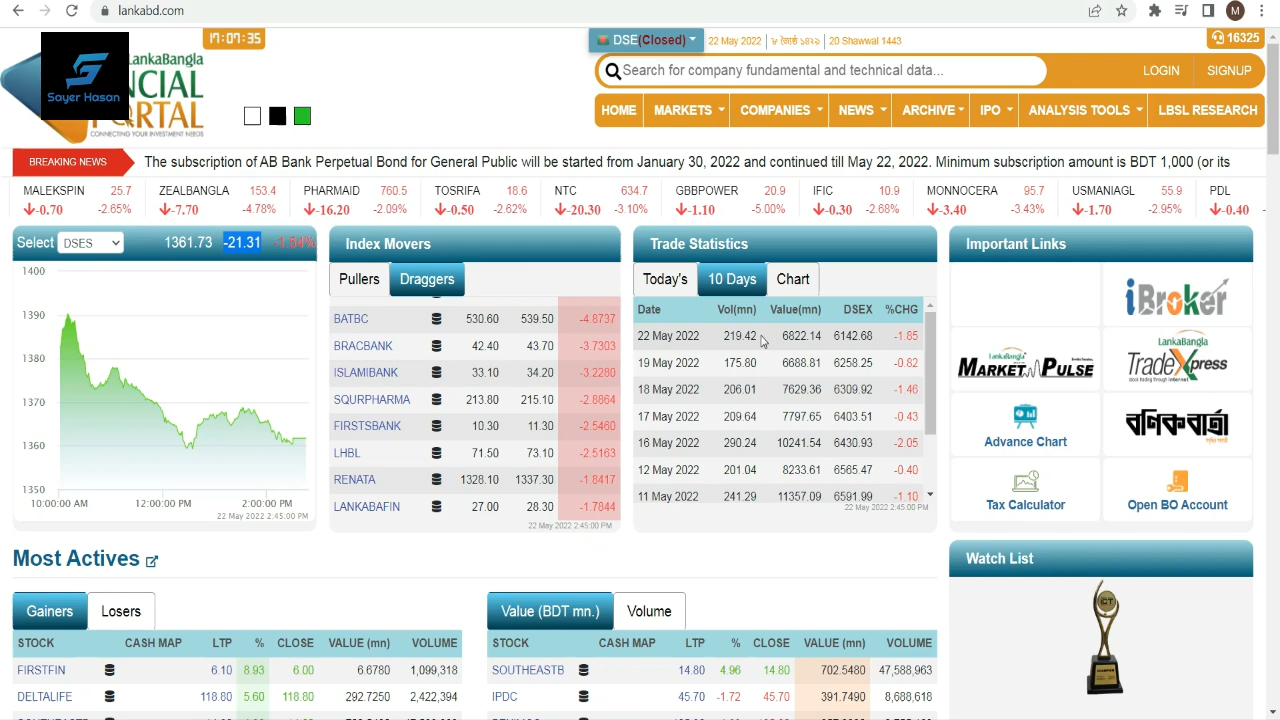 lankabd.com
M
17:07:35
DSE(Closed)
22 May 2022
20 Shawwal 1443
16325
Sayer Hasan
LankaBangla
NCIAL
PORTAL
CONNECTING YOUR INVESTMENT NEEDS
Search for company fundamental and technical data...
LOGIN
SIGNUP
HOME
MARKETS
COMPANIES
NEWS
ARCHIVE
IPO
ANALYSIS TOOLS
LBSL RESEARCH
BREAKING NEWS
The subscription of AB Bank Perpetual Bond for General Public will be started from January 30, 2022 and continued till May 22, 2022. Minimum subscription amount is BDT 1,000 (or its
MALEKSPIN 25.7 ZEALBANGLA 153.4 PHARMAID 760.5 TOSRIFA 18.6 NTC 634.7 GBBPOWER 20.9 IFIC 10.9 MONNOCERA 95.7 USMANIAGL 55.9 PDL
-0.70 -2.65% -7.70 -4.78% -16.20 -2.09% -0.50 -2.62% -20.30 -3.10% -1.10 -5.00% -0.30 -2.68% -3.40 -3.43% -1.70 -2.95% -0.40
Select DSES 1361.73 -21.31 -1.54%
1400
1390
1380
1370
1360
1350
10:00:00 AM 12:00:00 PM 2:00:00 PM
22 May 2022 2:45:00 PM
Index Movers
Pullers Draggers
BATBC 530.60 539.50 -4.8737
BRACBANK 42.40 43.70 -3.7303
ISLAMIBANK 33.10 34.20 -3.2280
SQURPHARMA 213.80 215.10 -2.8864
FIRSTSBANK 10.30 11.30 -2.5460
LHBL 71.50 73.10 -2.5163
RENATA 1328.10 1337.30 -1.8417
LANKABAFIN 27.00 28.30 -1.7844
22 May 2022 2:45:00 PM
Trade Statistics
Today's 10 Days Chart
Date Vol(mn) Value(mn) DSEX %CHG
22 May 2022 219.42 6822.14 6142.68 -1.85
19 May 2022 175.80 6688.81 6258.25 -0.82
18 May 2022 206.01 7629.36 6309.92 -1.46
17 May 2022 209.64 7797.65 6403.51 -0.43
16 May 2022 290.24 10241.54 6430.93 -2.05
12 May 2022 201.04 8233.61 6565.47 -0.40
11 May 2022 241.29 11357.09 6591.99 -1.10
22 May 2022 2:45:00 PM
Important Links
iBroker
LankaBangla
MARKET PULSE
LankaBangla
TradeXpress
stock trading through internet
Advance Chart
বণিক বার্তা
Tax Calculator
Open BO Account
Most Actives
Gainers Losers
STOCK CASH MAP LTP % CLOSE VALUE (mn) VOLUME
FIRSTFIN 6.10 8.93 6.00 6.6780 1,099,318
DELTALIFE 118.80 5.60 118.80 292.7250 2,422,394
Value (BDT mn.) Volume
STOCK CASH MAP LTP % CLOSE VALUE (mn) VOLUME
SOUTHEASTB 14.80 4.96 14.80 702.5480 47,588,963
IPDC 45.70 -1.72 45.70 391.7490 8,688,618
Watch List
ICT
CHAMPION